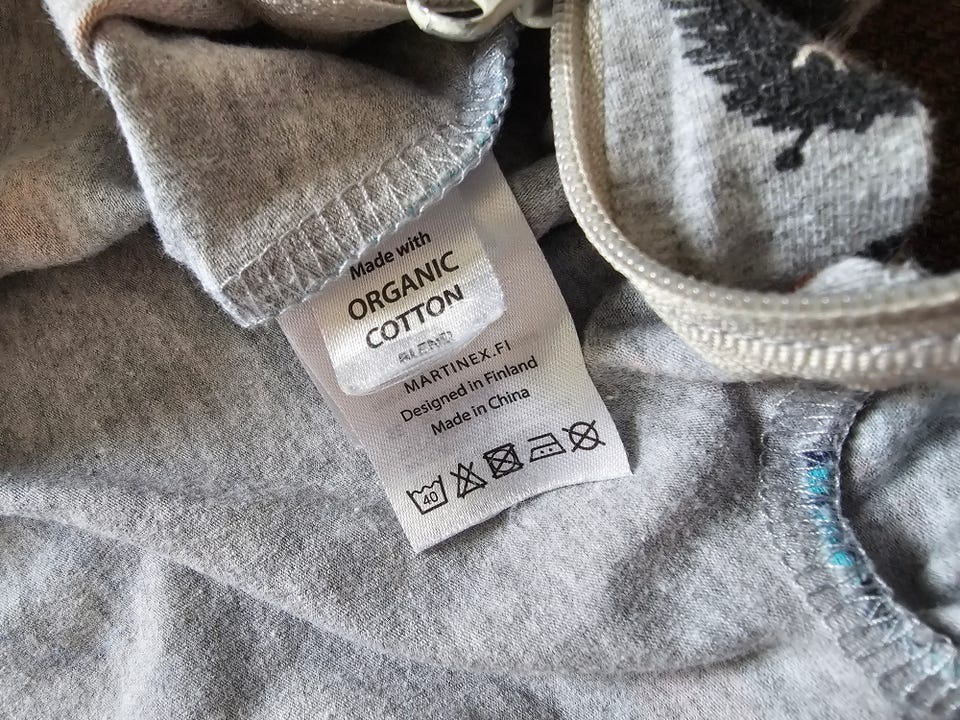 Made with
ORGANIC
COTTON
BLEND
MARTINEX.FI
Designed in Finland
Made in China
40